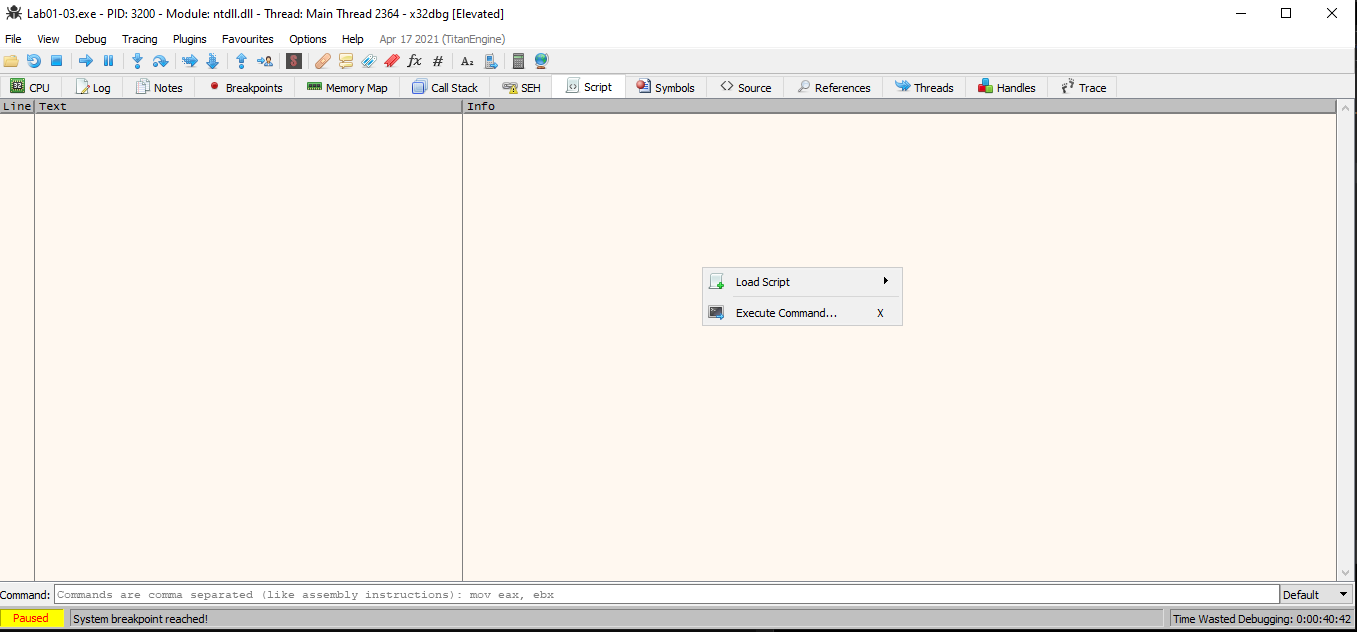 Lab01-03.exe - PID: 3200 - Module: ntdll.dll - Thread: Main Thread 2364 - x32dbg [Elevated]
File View Debug Tracing Plugins Favourites Options Help Apr 17 2021 (TitanEngine)
$ fx # Az
32 CPU Log Notes Breakpoints Memory Map Call Stack SEH Script Symbols Source References Threads Handles Trace
Line Text Info
Load Script
Execute Command... X
Command: Commands are comma separated (like assembly instructions): mov eax, ebx Default
Paused System breakpoint reached! Time Wasted Debugging: 0:00:40:42